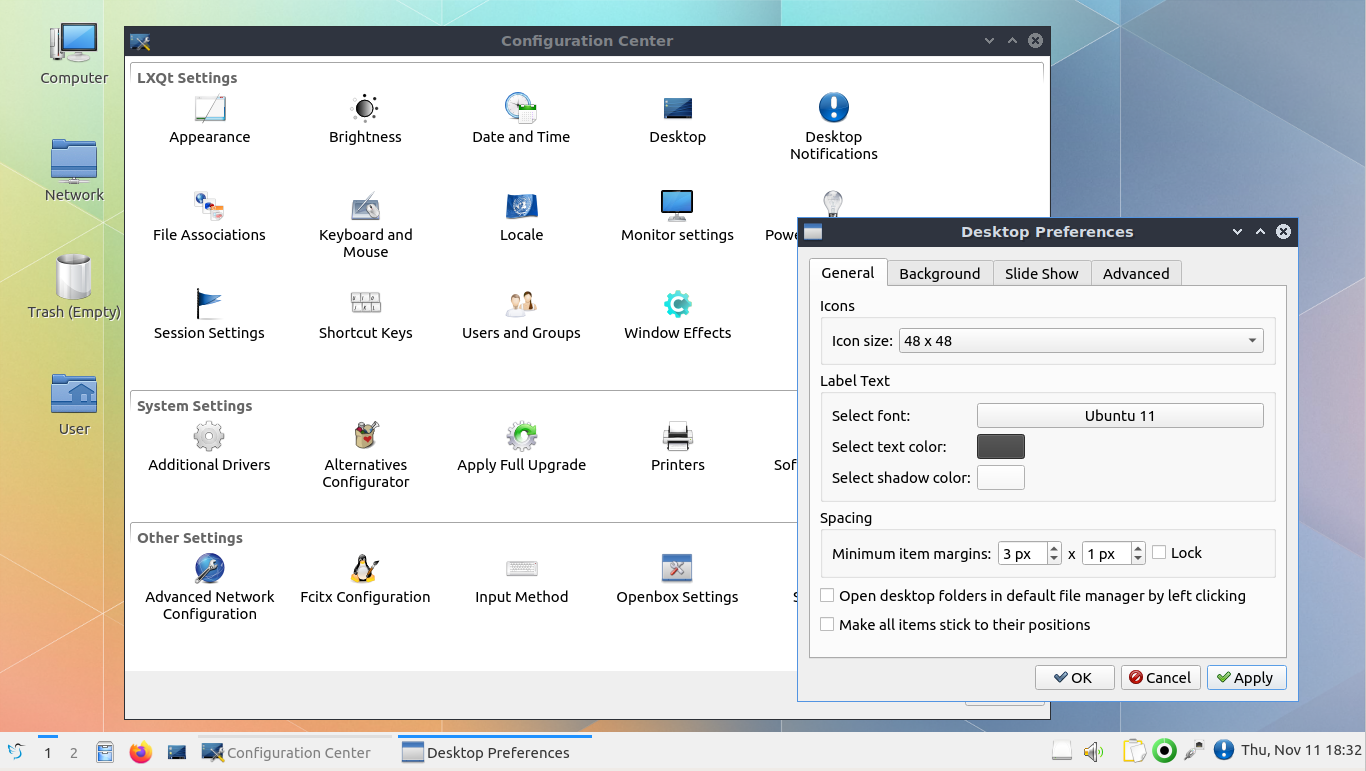 Computer
Network
Trash (Empty)
User
Configuration Center
LXQt Settings
Appearance
Brightness
Date and Time
Desktop
Desktop
Notifications
File Associations
Keyboard and
Mouse
Locale
Monitor settings
Session Settings
Shortcut Keys
Users and Groups
Window Effects
System Settings
Additional Drivers
Alternatives
Configurator
Apply Full Upgrade
Printers
Other Settings
Advanced Network
Configuration
Fcitx Configuration
Input Method
Openbox Settings
Desktop Preferences
General
Background
Slide Show
Advanced
Icons
Icon size: 48 x 48
Label Text
Select font: Ubuntu 11
Select text color:
Select shadow color:
Spacing
Minimum item margins: 3 px x 1 px Lock
Open desktop folders in default file manager by left clicking
Make all items stick to their positions
OK
Cancel
Apply
1
2
Configuration Center
Desktop Preferences
Thu, Nov 11 18:32